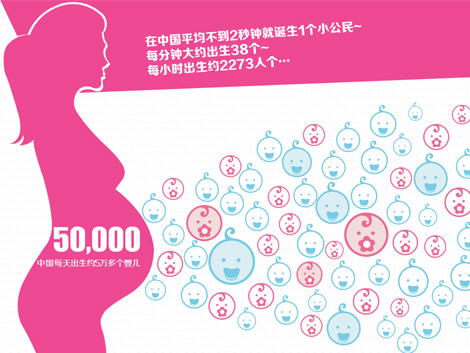 在中国平均不到2秒钟就诞生1个小公民~
每分钟大约出生38个~
每小时出生约2273人个…
50,000
中国每天出生约5万多个婴儿